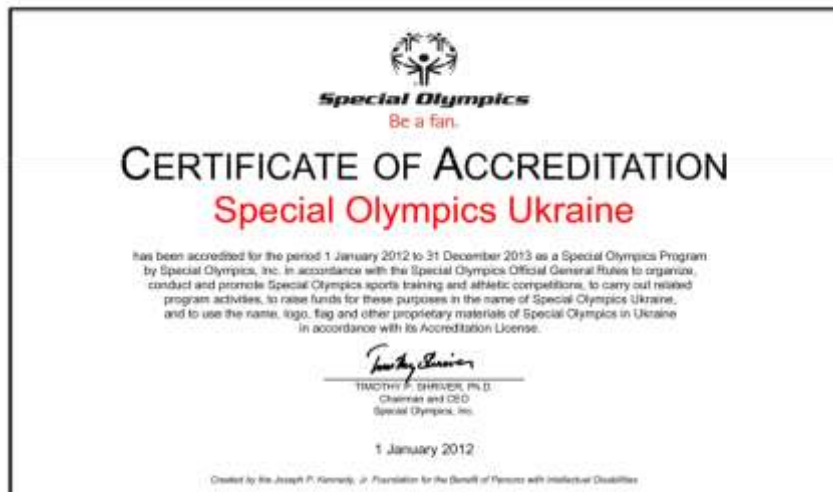 Special Olympics
Be a fan.
CERTIFICATE OF ACCREDITATION
Special Olympics Ukraine
has been accredited for the period 1 January 2012 to 31 December 2013 as a Special Olympics Program
by Special Olympics, Inc. in accordance with the Special Olympics Official General Rules to organize,
conduct and promote Special Olympics sports training and athletic competitions, to carry out related
program activities, to raise funds for these purposes in the name of Special Olympics Ukraine,
and to use the name, logo, flag and other proprietary materials of Special Olympics in Ukraine
in accordance with its Accreditation License.
Timothy Shriver
TIMOTHY P. SHRIVER, Ph.D.
Chairman and CEO
Special Olympics, Inc.
1 January 2012
Created by the Joseph P. Kennedy, Jr. Foundation for the Benefit of Persons with Intellectual Disabilities